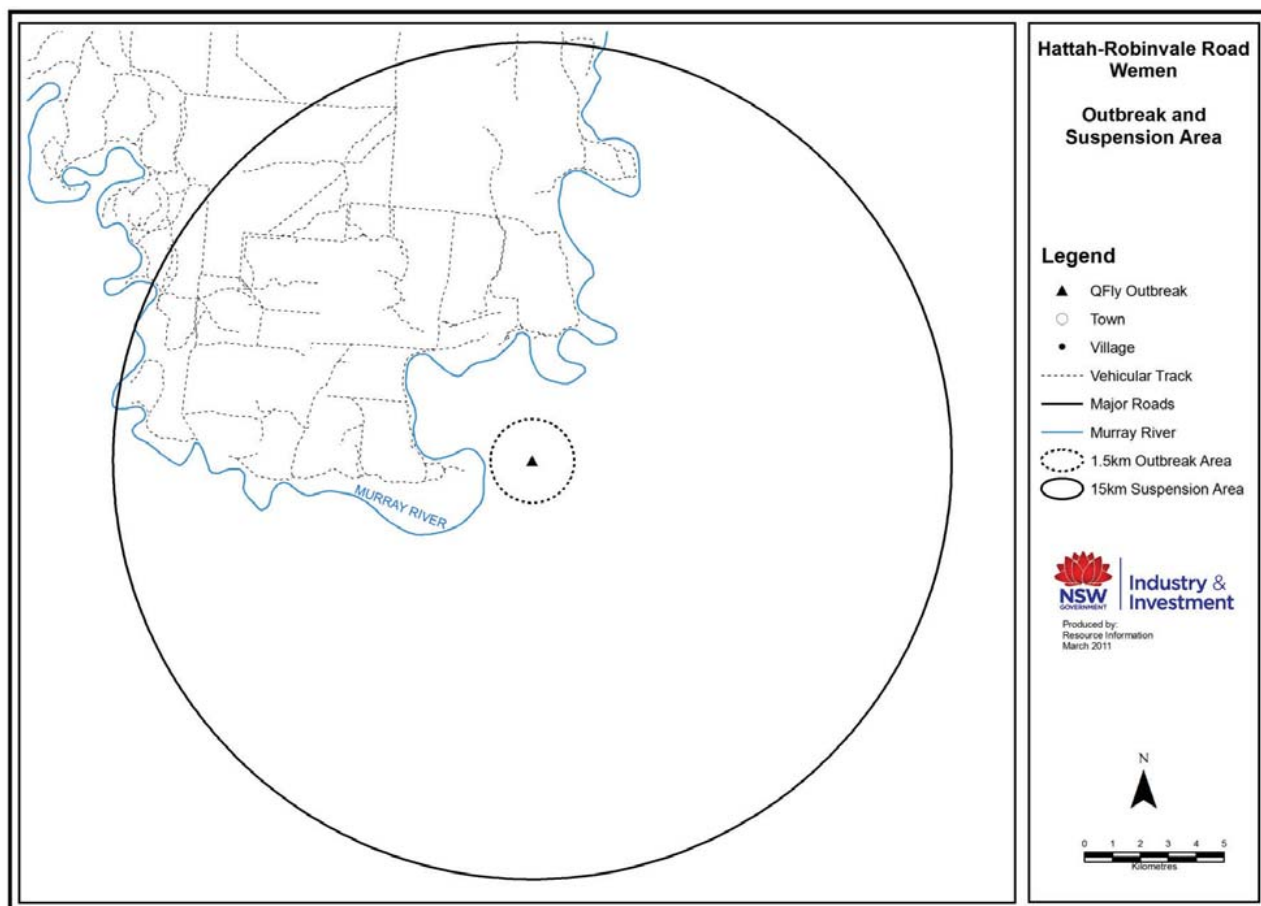 Hattah-Robinvale Road
Wemen
Outbreak and
Suspension Area
Legend
QFly Outbreak
Town
Village
Vehicular Track
Major Roads
Murray River
1.5km Outbreak Area
15km Suspension Area
MURRAY RIVER
NSW
GOVERNMENT
Industry &
Investment
Produced by:
Resource Information
March 2011
N
0 1 2 3 4 5
Kilometres